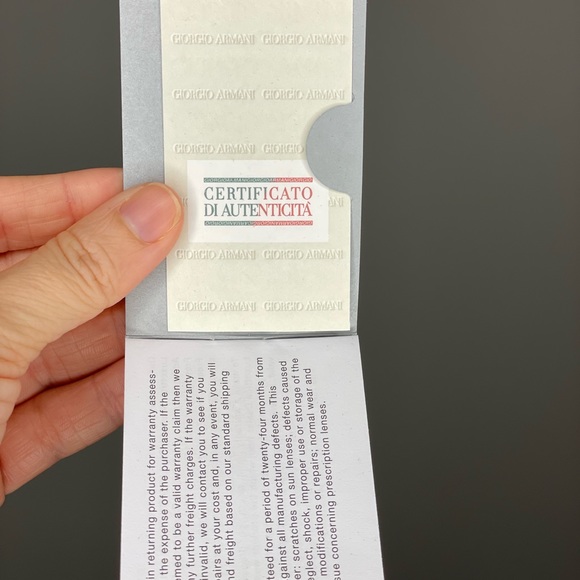 GIORGIO ARMANI GIORGIO ARMANI
GIORGIO ARMANI GIORGIO ARMANI
GIORGIO ARMANI GIORGIO
CERTIFICATO
DI AUTENTICITÀ
ARMANI
GIORGIO ARMANI
GIORGIO ARMANI GIORGIO ARMANI
in returning product for warranty assess-
the expense of the purchaser. If the
emed to be a valid warranty claim then we
y further freight charges. If the warranty
invalid, we will contact you to see if you
airs at your cost and, in any event, you will
nd freight based on our standard shipping
teed for a period of twenty-four months from
gainst all manufacturing defects. This
er: scratches on sun lenses; defects caused
eglect, shock, improper use or storage of the
modifications or repairs; normal wear and
sue concerning prescription lenses.